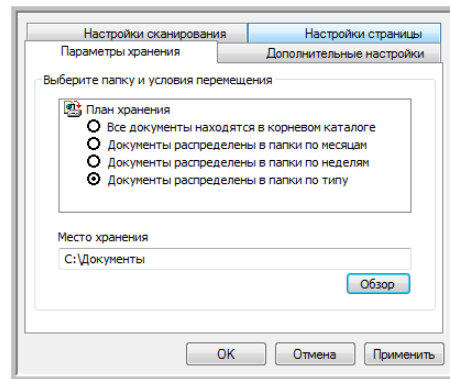 Настройки сканирования
Настройки страницы
Параметры хранения
Дополнительные настройки
Выберите папку и условия перемещения
План хранения
Все документы находятся в корневом каталоге
Документы распределены в папки по месяцам
Документы распределены в папки по неделям
Документы распределены в папки по типу
Место хранения
C:\Документы
Обзор
OK
Отмена
Применить